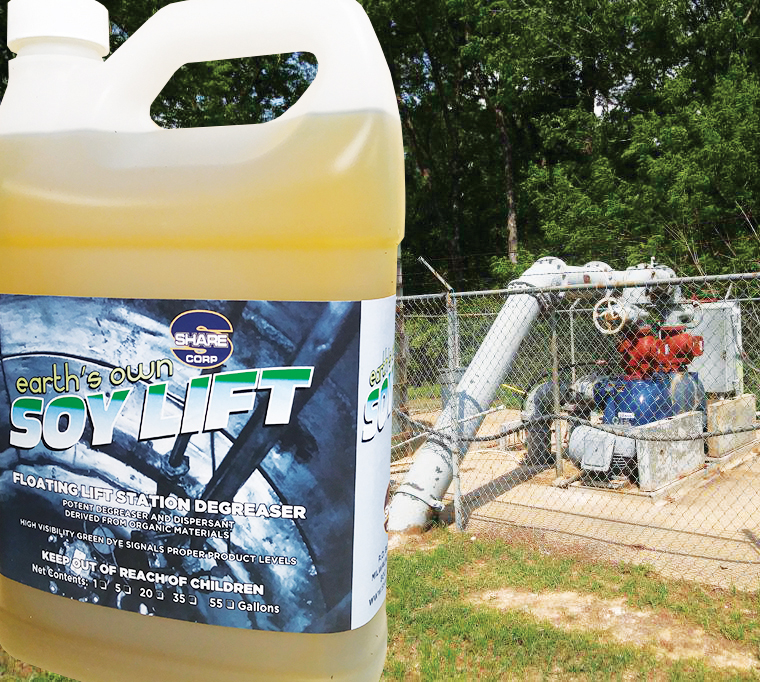 SHARE
CORP
earth's own
SOY LIFT
FLOATING LIFT STATION DEGREASER
POTENT DEGREASER AND DISPERSANT
DERIVED FROM ORGANIC MATERIALS
HIGH VISIBILITY GREEN DYE SIGNALS PROPER PRODUCT LEVELS
KEEP OUT OF REACH OF CHILDREN
Net Contents: 1❑ 5❑ 20❑ 35❑ 55❑ Gallons